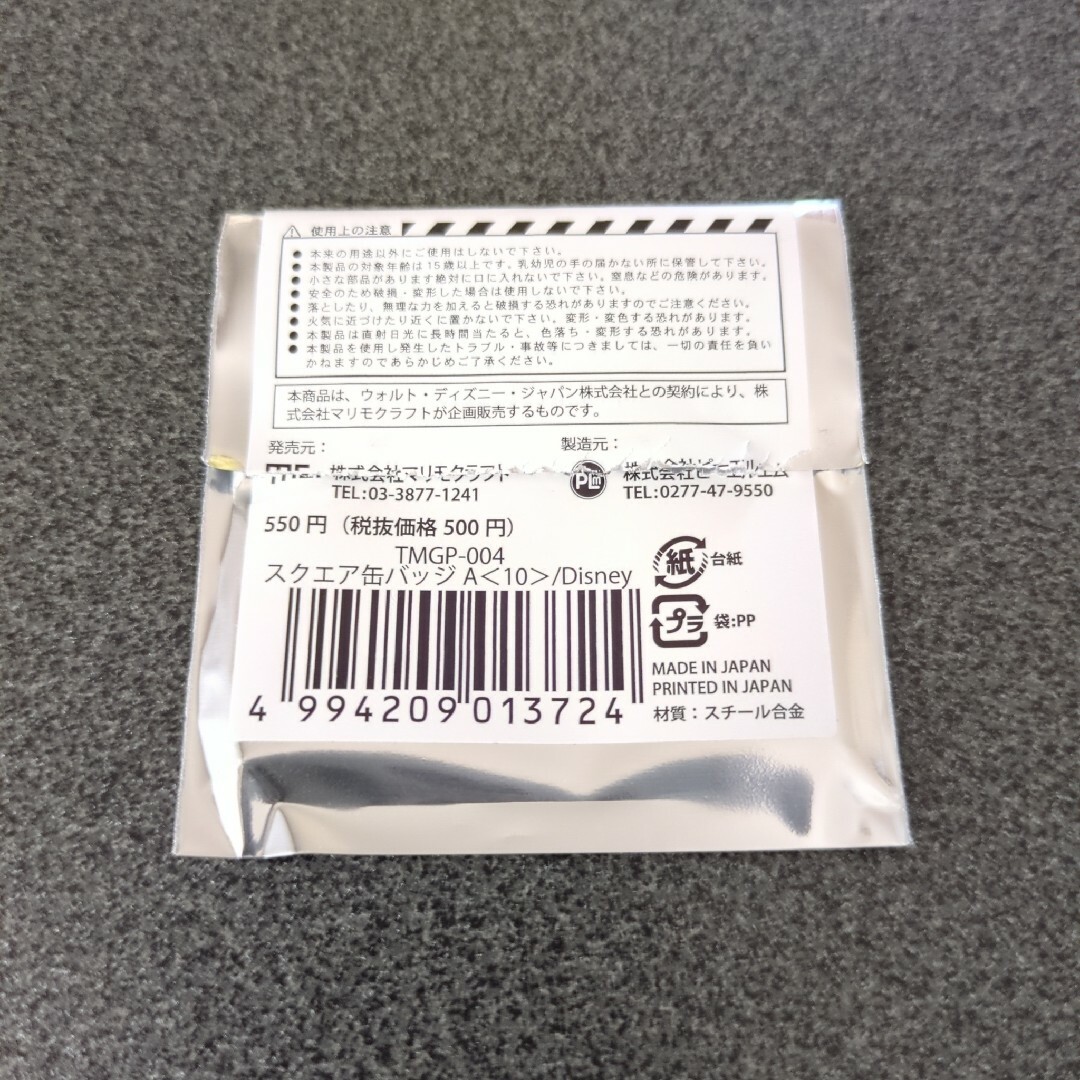 ⚠ 使用上の注意
● 本来の用途以外にご使用はしないで下さい。
● 本製品の対象年齢は15歳以上です。乳幼児の手の届かない所に保管して下さい。
● 小さな部品があります絶対に口に入れないで下さい。窒息などの危険があります。
● 安全のため破損・変形した場合は使用しないで下さい。
● 落としたり、無理な力を加えると破損する恐れがありますのでご注意ください。
● 火気に近づけたり近くに置かないで下さい。変形・変色する恐れがあります。
● 本製品は直射日光に長時間当たると、色落ち・変形する恐れがあります。
● 本製品を使用し発生したトラブル・事故等につきましては、一切の責任を負い
かねますのであらかじめご了承ください。
本商品は、ウォルト・ディズニー・ジャパン株式会社との契約により、株
式会社マリモクラフトが企画販売するものです。
発売元：
株式会社マリモクラフト
TEL:03-3877-1241
製造元：
PLm
株式会社ピーエルエム
TEL:0277-47-9550
550円（税抜価格500円）
TMGP-004
スクエア缶バッジ A＜10＞/Disney
4 994209 013724
紙 台紙
プラ 袋:PP
MADE IN JAPAN
PRINTED IN JAPAN
材質：スチール合金